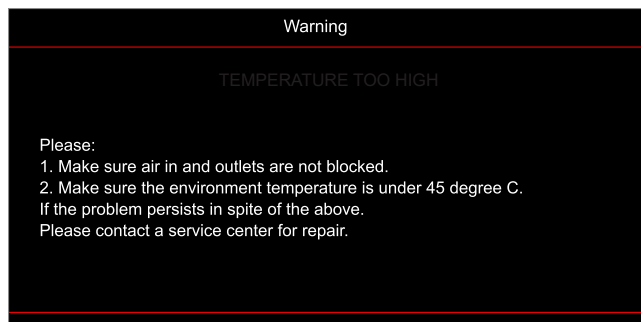 Warning
TEMPERATURE TOO HIGH
Please:
1. Make sure air in and outlets are not blocked.
2. Make sure the environment temperature is under 45 degree C.
If the problem persists in spite of the above.
Please contact a service center for repair.